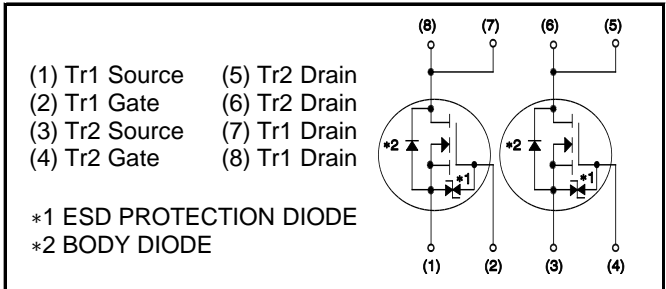 (1) Tr1 Source (5) Tr2 Drain
(2) Tr1 Gate (6) Tr2 Drain
(3) Tr2 Source (7) Tr1 Drain
(4) Tr2 Gate (8) Tr1 Drain
*1 ESD PROTECTION DIODE
*2 BODY DIODE
(8) (7) (6) (5)
*2 *2
*1 *1
(1) (2) (3) (4)